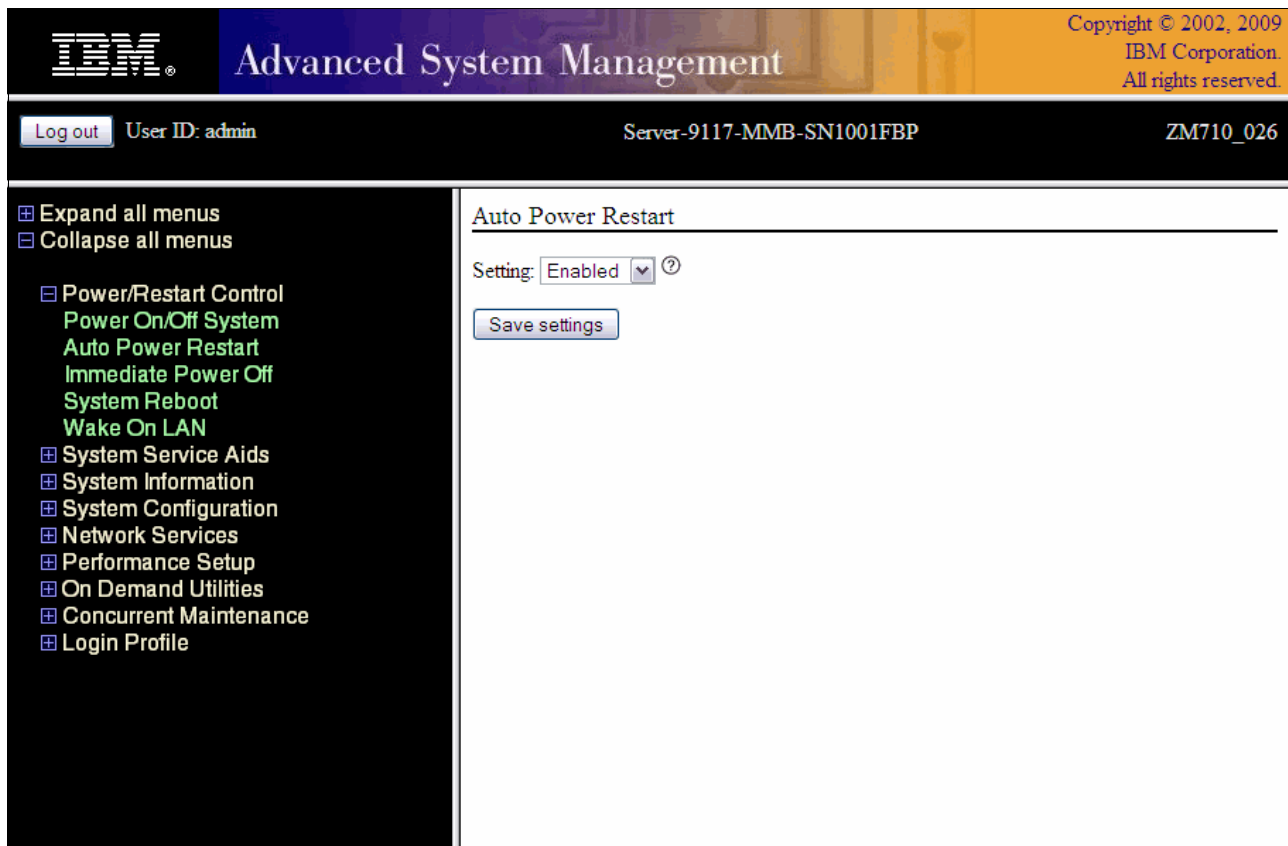 IBM®
Advanced System Management
Copyright © 2002, 2009
IBM Corporation.
All rights reserved.
Log out User ID: admin Server-9117-MMB-SN1001FBP ZM710_026
Expand all menus
Collapse all menus
Power/Restart Control
Power On/Off System
Auto Power Restart
Immediate Power Off
System Reboot
Wake On LAN
System Service Aids
System Information
System Configuration
Network Services
Performance Setup
On Demand Utilities
Concurrent Maintenance
Login Profile
Auto Power Restart
Setting: Enabled ?
Save settings